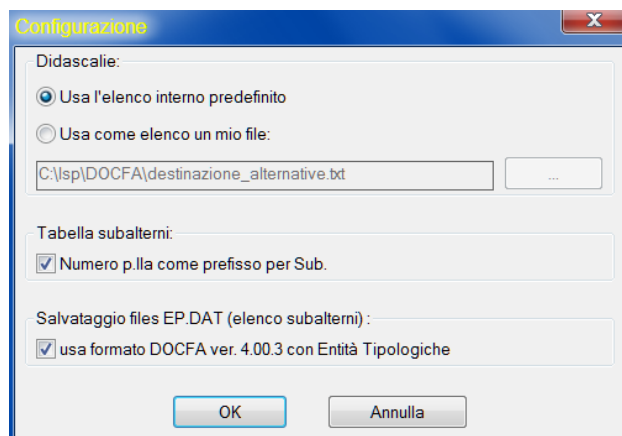 Configurazione
Didascalie:
Usa l'elenco interno predefinito
Usa come elenco un mio file:
C:\lsp\DOCFA\destinazione_alternative.txt
...
Tabella subalterni:
Numero p.lla come prefisso per Sub.
Salvataggio files EP.DAT (elenco subalterni) :
usa formato DOCFA ver. 4.00.3 con Entità Tipologiche
OK
Annulla